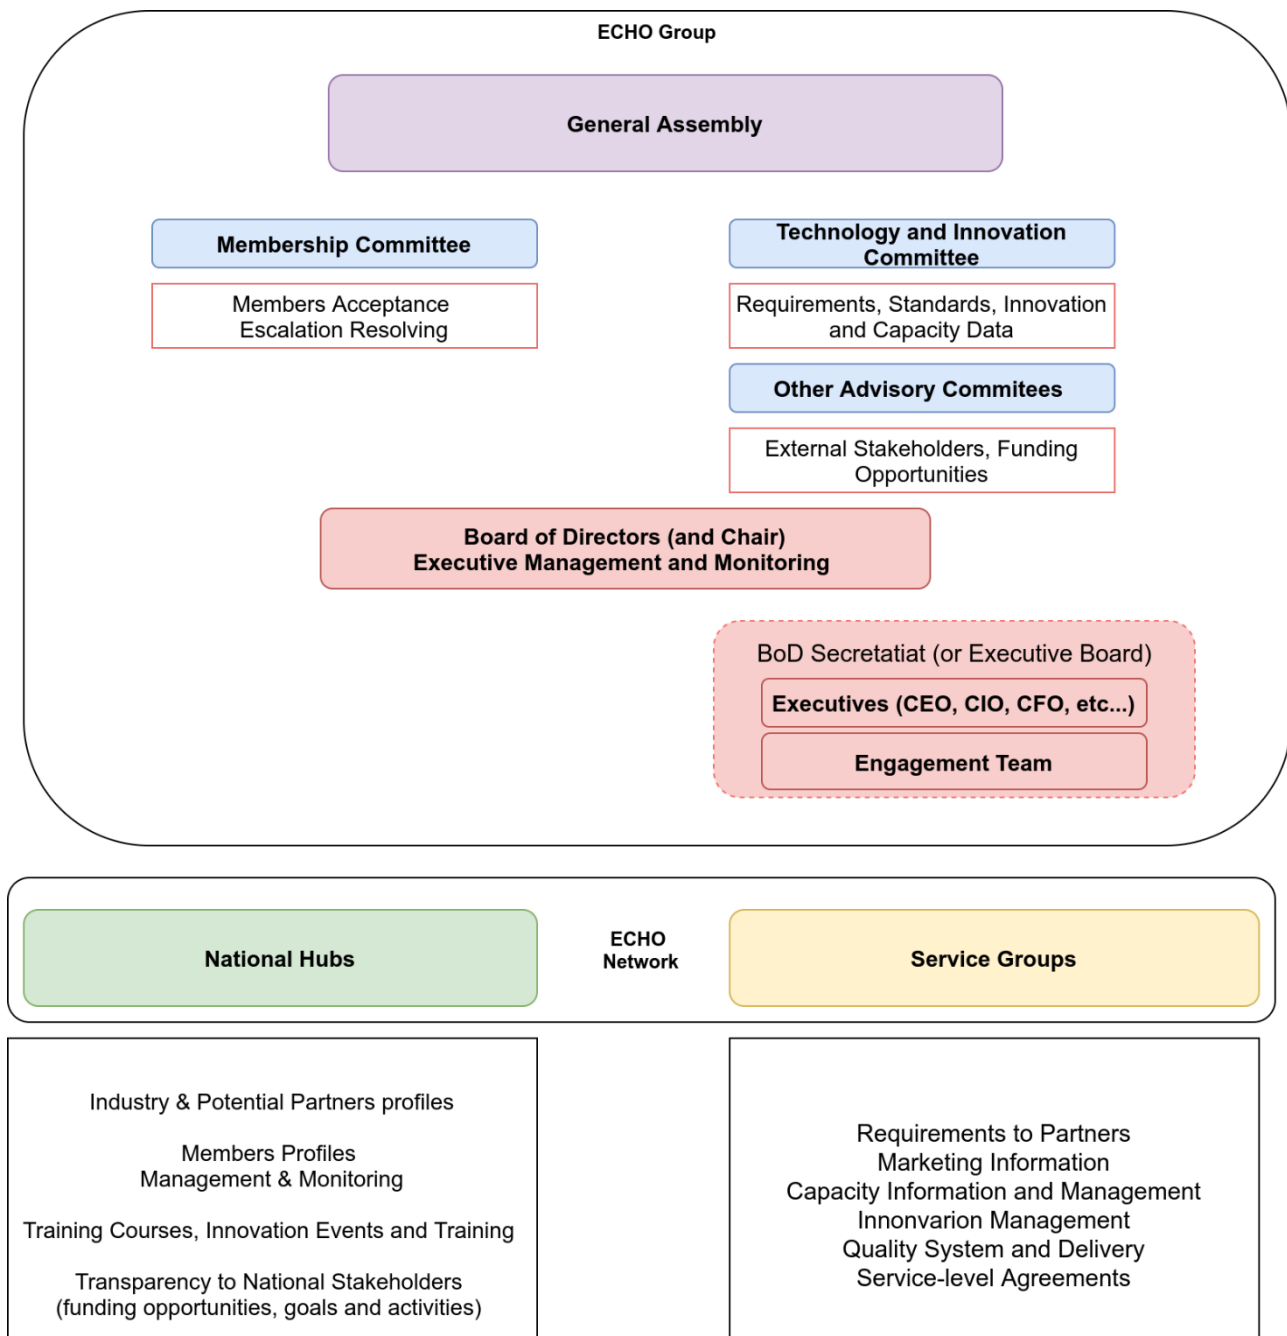 ECHO Group
General Assembly
Membership Committee
Members Acceptance
Escalation Resolving
Technology and Innovation
Committee
Requirements, Standards, Innovation
and Capacity Data
Other Advisory Commitees
External Stakeholders, Funding
Opportunities
Board of Directors (and Chair)
Executive Management and Monitoring
BoD Secretatiat (or Executive Board)
Executives (CEO, CIO, CFO, etc...)
Engagement Team
National Hubs
ECHO
Network
Service Groups
Industry & Potential Partners profiles
Members Profiles
Management & Monitoring
Training Courses, Innovation Events and Training
Transparency to National Stakeholders
(funding opportunities, goals and activities)
Requirements to Partners
Marketing Information
Capacity Information and Management
Innonvarion Management
Quality System and Delivery
Service-level Agreements